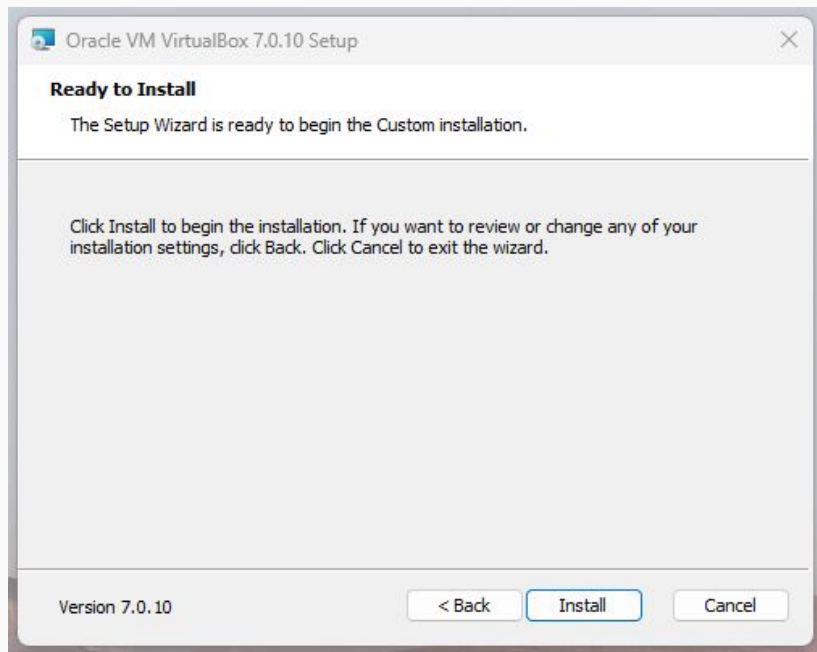 Oracle VM VirtualBox 7.0.10 Setup
Ready to Install
The Setup Wizard is ready to begin the Custom installation.
Click Install to begin the installation. If you want to review or change any of your
installation settings, click Back. Click Cancel to exit the wizard.
Version 7.0.10
< Back
Install
Cancel